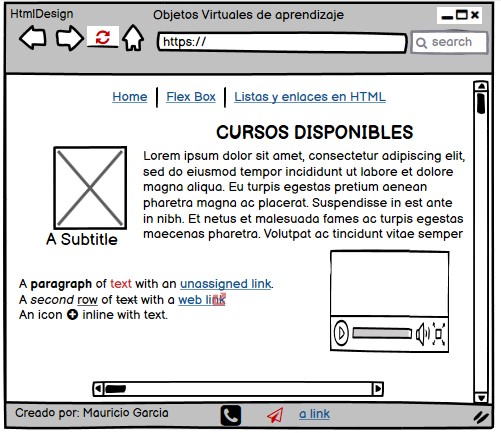 HtmlDesign
Objetos Virtuales de aprendizaje
https://
search
Home | Flex Box | Listas y enlaces en HTML
CURSOS DISPONIBLES
Lorem ipsum dolor sit amet, consectetur adipiscing elit,
sed do eiusmod tempor incididunt ut labore et dolore
magna aliqua. Eu turpis egestas pretium aenean
pharetra magna ac placerat. Suspendisse in est ante
in nibh. Et netus et malesuada fames ac turpis egestas
maecenas pharetra. Volutpat ac tincidunt vitae semper
A Subtitle
A paragraph of text with an unassigned link.
A second row of text with a web link
An icon inline with text.
Creado por: Mauricio Garcia
a link